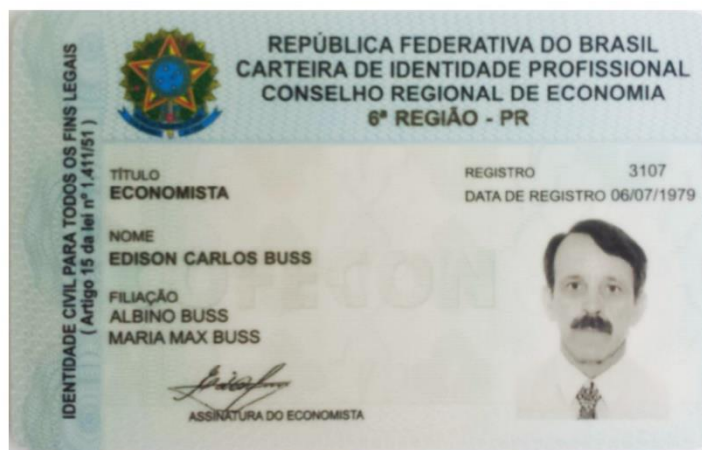 REPÚBLICA FEDERATIVA DO BRASIL
CARTEIRA DE IDENTIDADE PROFISSIONAL
CONSELHO REGIONAL DE ECONOMIA
6ª REGIÃO - PR
IDENTIDADE CIVIL PARA TODOS OS FINS LEGAIS
( Artigo 15 da lei nº 1.411/51 )
TÍTULO
ECONOMISTA
REGISTRO 3107
DATA DE REGISTRO 06/07/1979
NOME
EDISON CARLOS BUSS
FILIAÇÃO
ALBINO BUSS
MARIA MAX BUSS
ASSINATURA DO ECONOMISTA